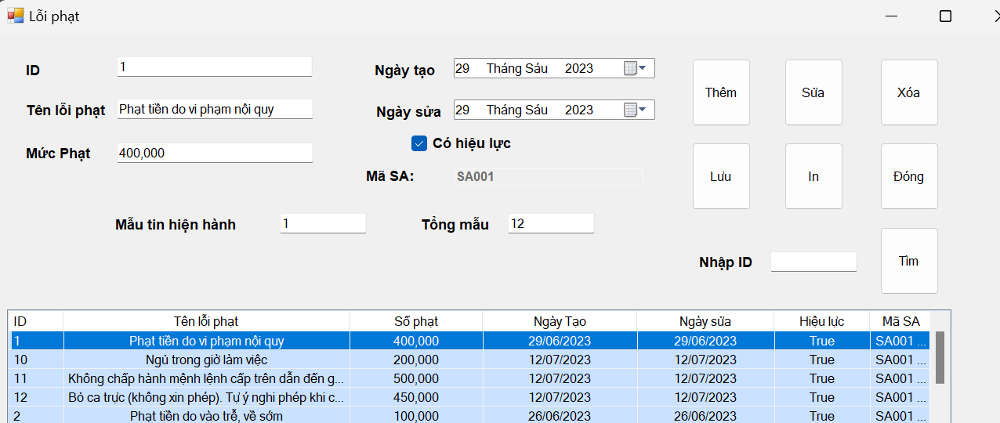 Lỗi phạt
ID 1 Ngày tạo 29 Tháng Sáu 2023
Thêm Sửa Xóa
Tên lỗi phạt Phạt tiền do vi phạm nội quy Ngày sửa 29 Tháng Sáu 2023
Có hiệu lực
Mức Phạt 400,000
Mã SA: SA001
Lưu In Đóng
Mẫu tin hiện hành 1 Tổng mẫu 12
Nhập ID Tìm
ID Tên lỗi phạt Số phạt Ngày Tạo Ngày sửa Hiệu lực Mã SA
1 Phạt tiền do vi phạm nội quy 400,000 29/06/2023 29/06/2023 True SA001 ...
10 Ngủ trong giờ làm việc 200,000 12/07/2023 12/07/2023 True SA001 ...
11 Không chấp hành mệnh lệnh cấp trên dẫn đến g... 500,000 12/07/2023 12/07/2023 True SA001 ...
12 Bỏ ca trực (không xin phép). Tự ý nghi phép khi c... 450,000 12/07/2023 12/07/2023 True SA001 ...
2 Phạt tiền do vào trễ, về sớm 100,000 26/06/2023 26/06/2023 True SA001 ...